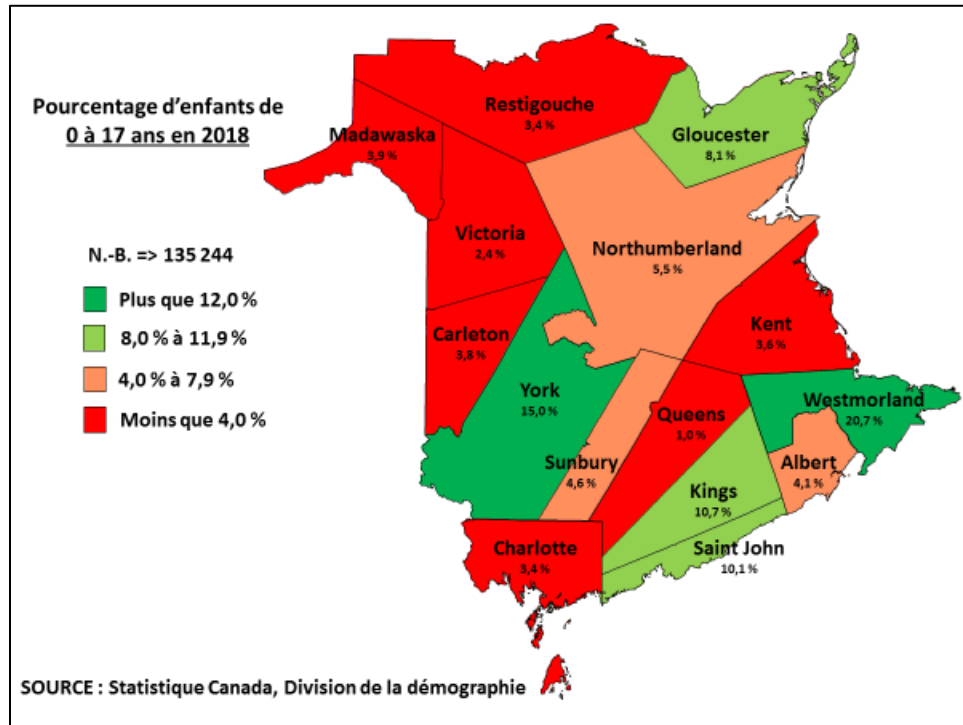 Pourcentage d'enfants de
0 à 17 ans en 2018
N.-B. => 135 244
Plus que 12,0 %
8,0 % à 11,9 %
4,0 % à 7,9 %
Moins que 4,0 %
Restigouche
3,4 %
Madawaska
3,9 %
Gloucester
8,1 %
Victoria
2,4 %
Northumberland
5,5 %
Carleton
3,8 %
Kent
3,6 %
York
15,0 %
Westmorland
20,7 %
Queens
1,0 %
Sunbury
4,6 %
Albert
4,1 %
Kings
10,7 %
Charlotte
3,4 %
Saint John
10,1 %
SOURCE : Statistique Canada, Division de la démographie